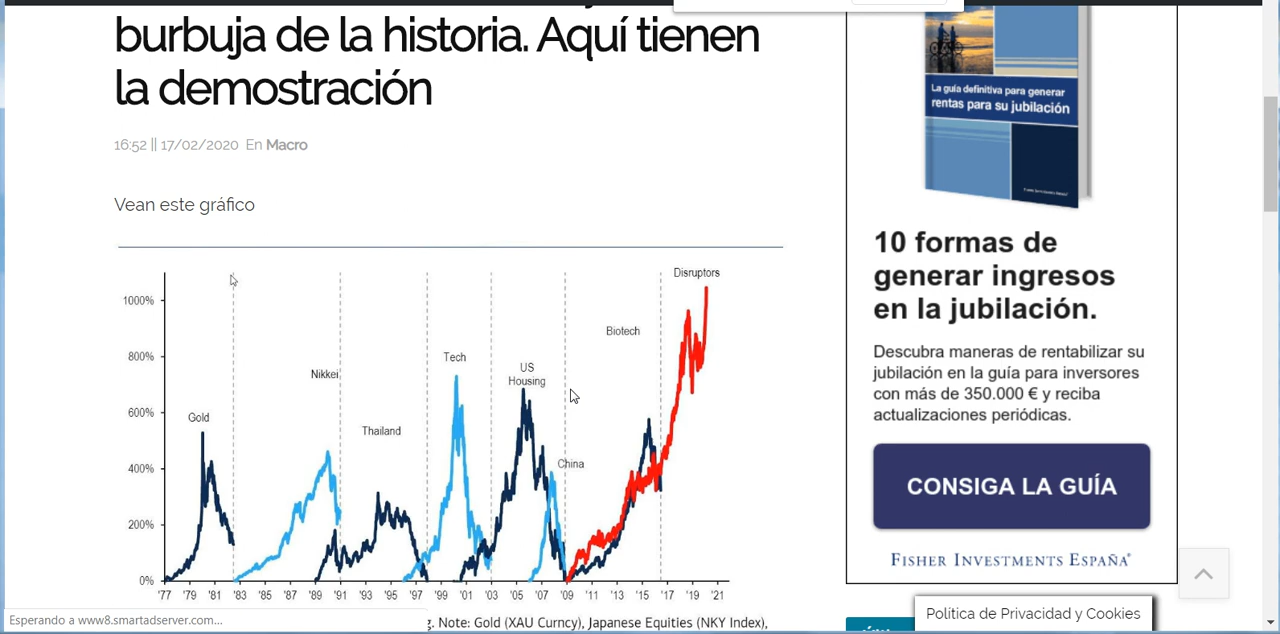 burbuja de la historia. Aquí tienen
la demostración
16:52 || 17/02/2020 En Macro
Vean este gráfico
Disruptors
1000%
Biotech
800%
Tech
US
Housing
Nikkei
600%
Gold
Thailand
400%
China
200%
0%
'77 '79 '81 '83 '85 '87 '89 '91 '93 '95 '97 '99 '01 '03 '05 '07 '09 '11 '13 '15 '17 '19 '21
g. Note: Gold (XAU Curncy), Japanese Equities (NKY Index),
La guía definitiva para generar
rentas para su jubilación
10 formas de
generar ingresos
en la jubilación.
Descubra maneras de rentabilizar su
jubilación en la guía para inversores
con más de 350.000 € y reciba
actualizaciones periódicas.
CONSIGA LA GUÍA
FISHER INVESTMENTS ESPAÑA®
Política de Privacidad y Cookies
Esperando a www8.smartadserver.com...